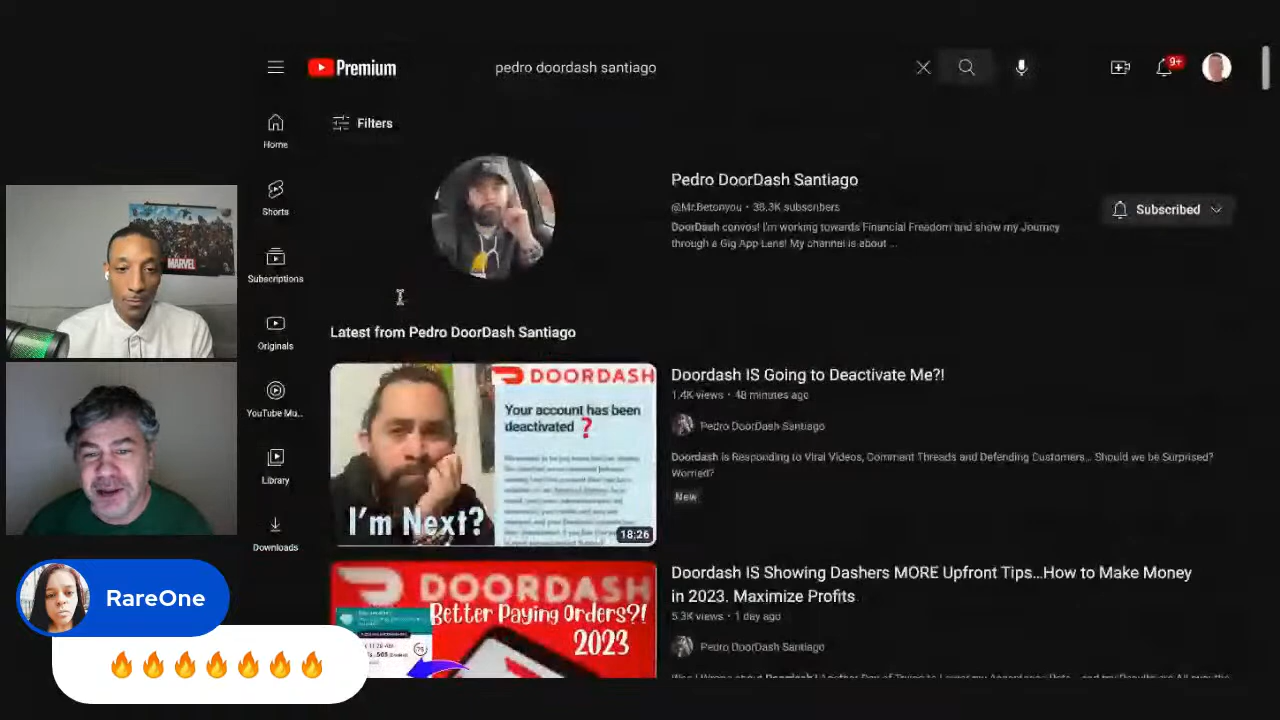 Premium
pedro doordash santiago
9+
Filters
Home
Shorts
Subscriptions
Originals
YouTube Mu...
Library
Downloads
MARVEL
Pedro DoorDash Santiago
@Mr.Betonyou • 38.3K subscribers
DoorDash convos! I'm working towards Financial Freedom and show my Journey
through a Gig App Lens! My channel is about ...
Subscribed
Latest from Pedro DoorDash Santiago
DOORDASH
Your account has been
deactivated ?
I'm Next?
18:26
Doordash IS Going to Deactivate Me?!
1.4K views • 48 minutes ago
Pedro DoorDash Santiago
Doordash is Responding to Viral Videos, Comment Threads and Defending Customers... Should we be Surprised?
Worried?
New
DOORDASH
Better Paying Orders?!
2023
Doordash IS Showing Dashers MORE Upfront Tips...How to Make Money
in 2023. Maximize Profits
5.3K views • 1 day ago
Pedro DoorDash Santiago
RareOne